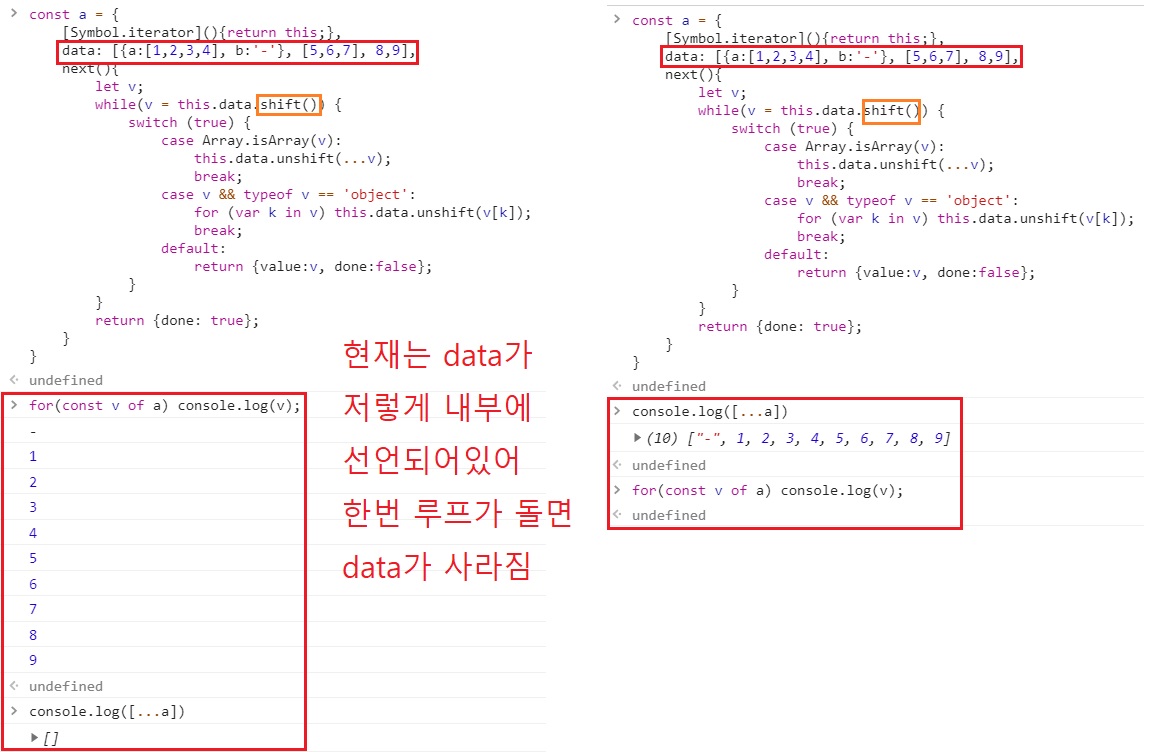 > const a = {
[Symbol.iterator](){return this;},
data: [{a:[1,2,3,4], b:'-'}, [5,6,7], 8,9],
next(){
let v;
while(v = this.data.shift()) {
switch (true) {
case Array.isArray(v):
this.data.unshift(...v);
break;
case v && typeof v == 'object':
for (var k in v) this.data.unshift(v[k]);
break;
default:
return {value:v, done:false};
}
}
return {done: true};
}
}
undefined
> for(const v of a) console.log(v);
-
1
2
3
4
5
6
7
8
9
undefined
> console.log([...a])
▶ []
현재는 data가
저렇게 내부에
선언되어있어
한번 루프가 돌면
data가 사라짐
> const a = {
[Symbol.iterator](){return this;},
data: [{a:[1,2,3,4], b:'-'}, [5,6,7], 8,9],
next(){
let v;
while(v = this.data.shift()) {
switch (true) {
case Array.isArray(v):
this.data.unshift(...v);
break;
case v && typeof v == 'object':
for (var k in v) this.data.unshift(v[k]);
break;
default:
return {value:v, done:false};
}
}
return {done: true};
}
}
undefined
> console.log([...a])
▶ (10) ["-", 1, 2, 3, 4, 5, 6, 7, 8, 9]
undefined
> for(const v of a) console.log(v);
undefined